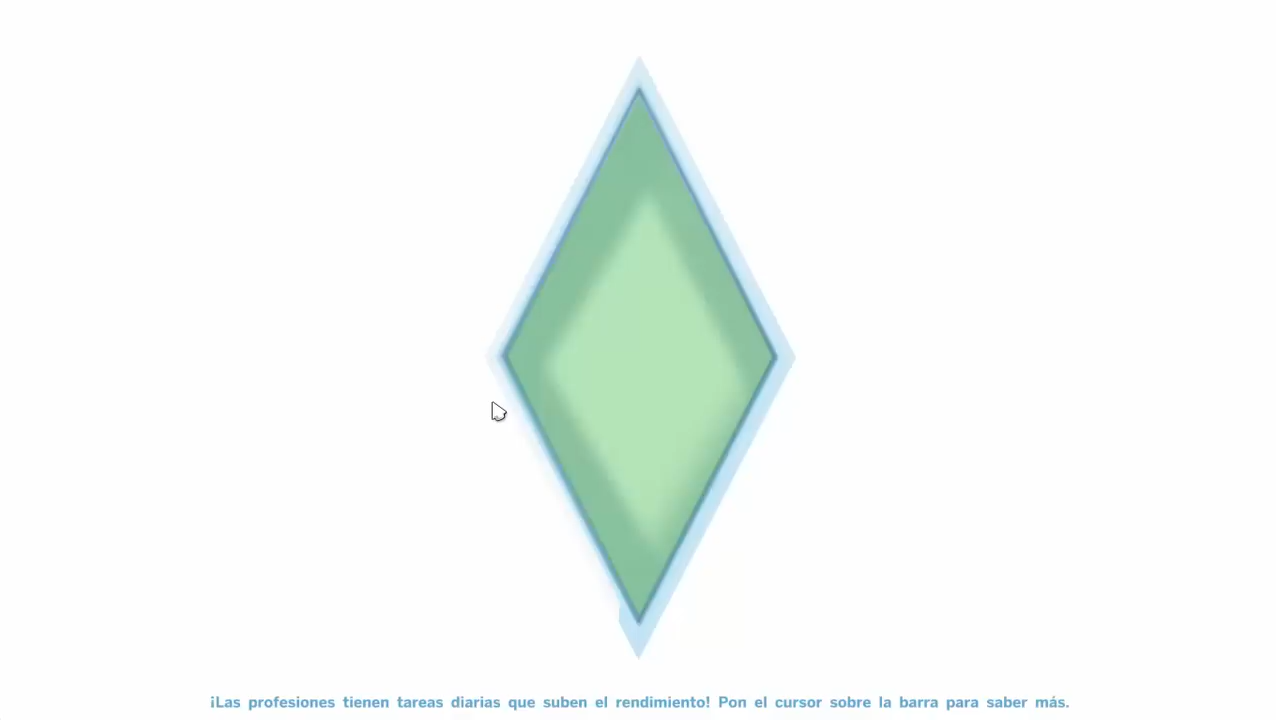 ¡Las profesiones tienen tareas diarias que suben el rendimiento! Pon el cursor sobre la barra para saber más.